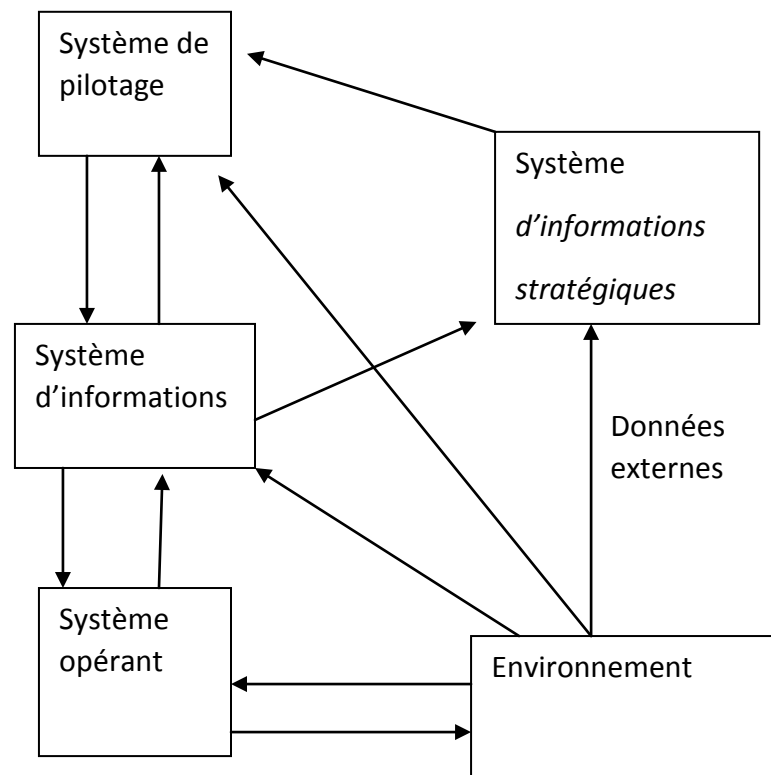 Système de
pilotage
Système
d’informations
stratégiques
Système
d’informations
Données
externes
Système
opérant
Environnement